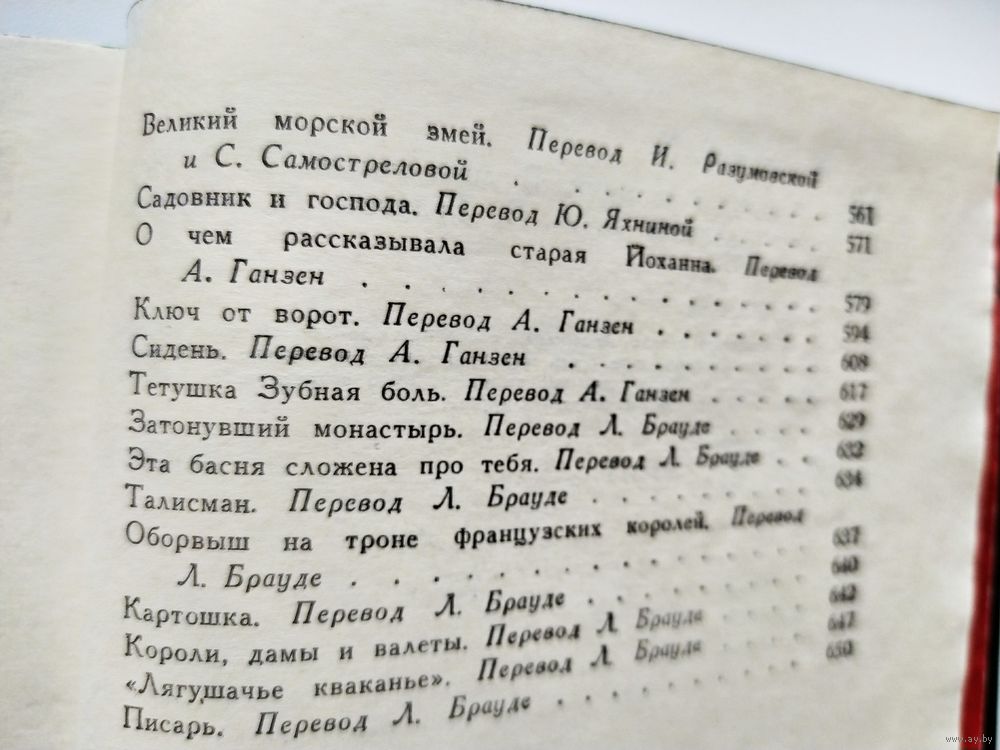 Великий морской змей. Перевод И. Разумовской
и С. Самостреловой . . . . . . . . . . 561
Садовник и господа. Перевод Ю. Яхниной . . . . 571
О чем рассказывала старая Йоханна. Перевод
А. Ганзен . . . . . . . . . . . . . . 579
Ключ от ворот. Перевод А. Ганзен . . . . . . 594
Сидень. Перевод А. Ганзен . . . . . . . . . 608
Тетушка Зубная боль. Перевод А. Ганзен . . . . . 617
Затонувший монастырь. Перевод Л. Брауде . . . . 629
Эта басня сложена про тебя. Перевод Л. Брауде . . 632
Талисман. Перевод Л. Брауде . . . . . . . . 634
Оборвыш на троне французских королей. Перевод
Л. Брауде . . . . . . . . . . . . . . 637
Картошка. Перевод Л. Брауде . . . . . . . . 640
Короли, дамы и валеты. Перевод Л. Брауде . . . . 642
«Лягушачье кваканье». Перевод Л. Брауде . . . . 647
Писарь. Перевод Л. Брауде . . . . . . . . . 650
www.ay.by